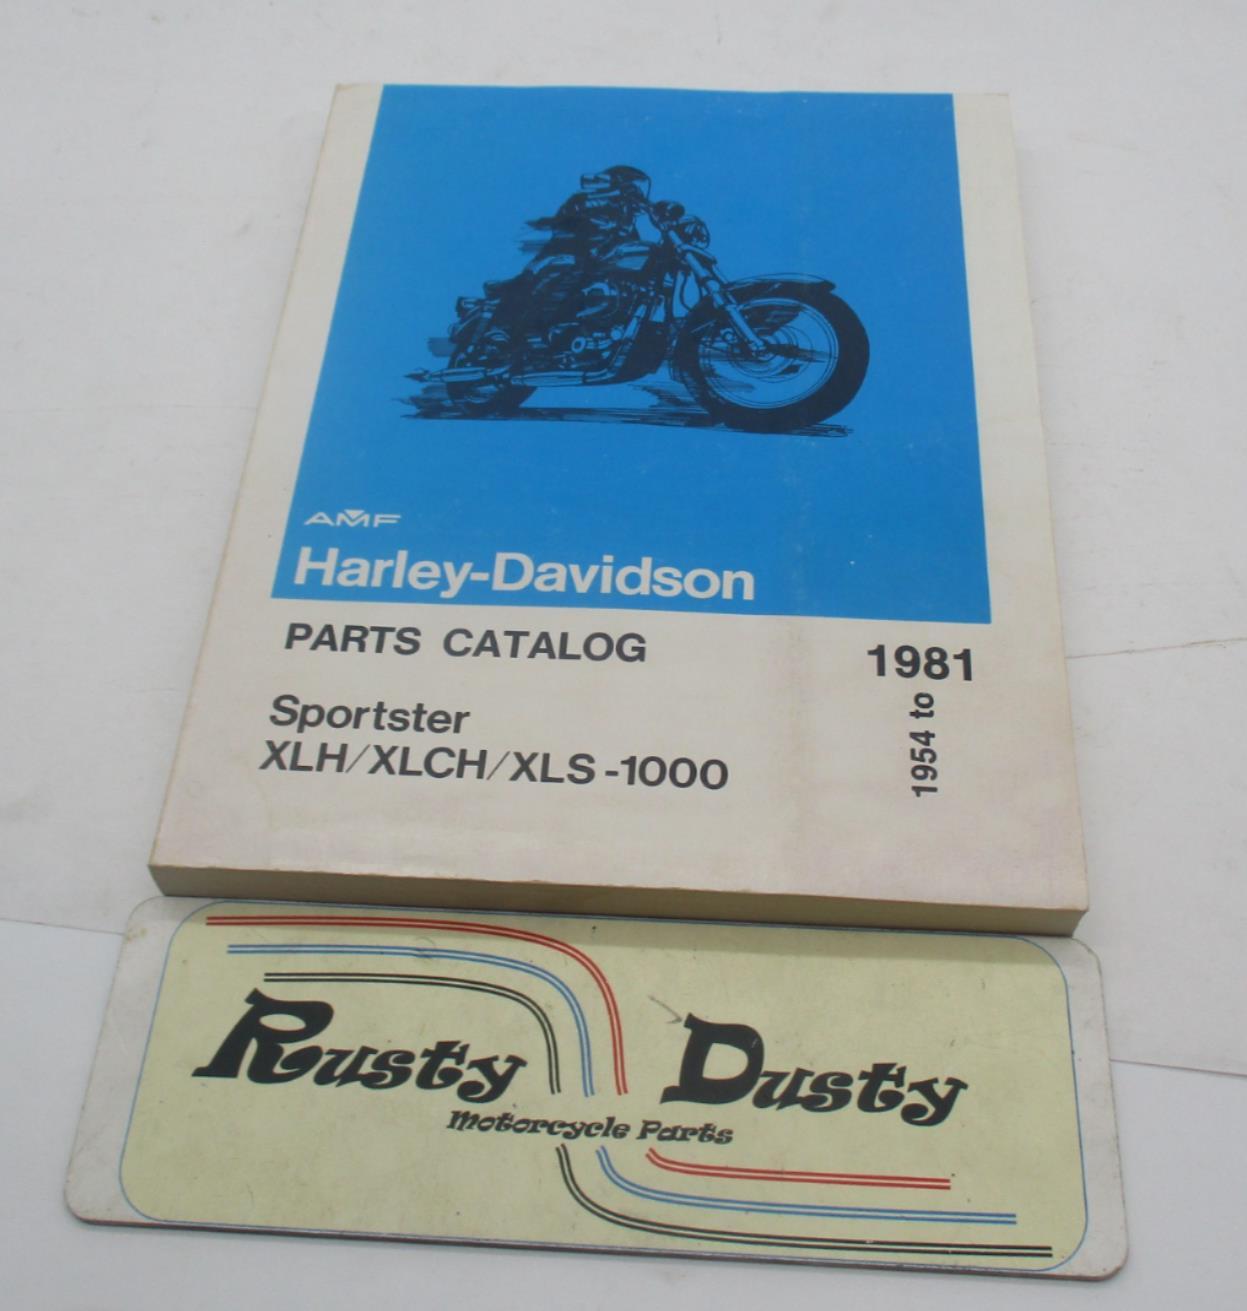 AMF
Harley-Davidson
PARTS CATALOG
1981
1954 to
Sportster
XLH/XLCH/XLS-1000
Rusty Dusty
Motorcycle Parts